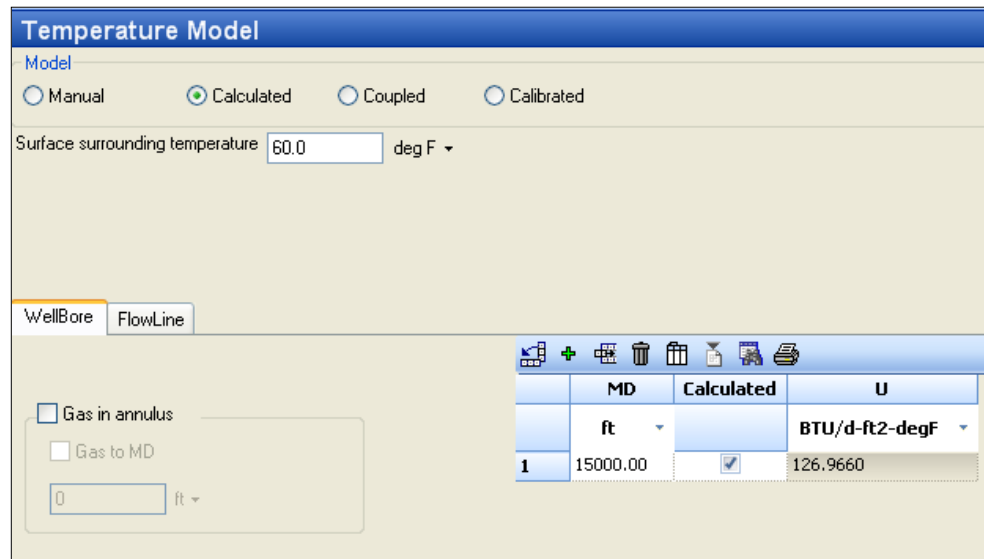 Temperature Model
Model
Manual Calculated Coupled Calibrated
Surface surrounding temperature 60.0 deg F
WellBore FlowLine
MD Calculated U
ft BTU/d-ft2-degF
1 15000.00 126.9660
Gas in annulus
Gas to MD
0 ft